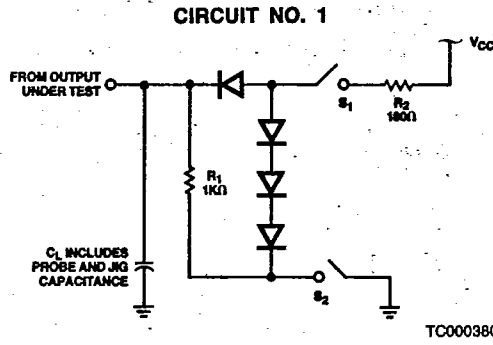 CIRCUIT NO. 1
VCC
FROM OUTPUT
UNDER TEST
S1
R2
180Ω
R1
1KΩ
CL INCLUDES
PROBE AND JIG
CAPACITANCE
S2
TC000380